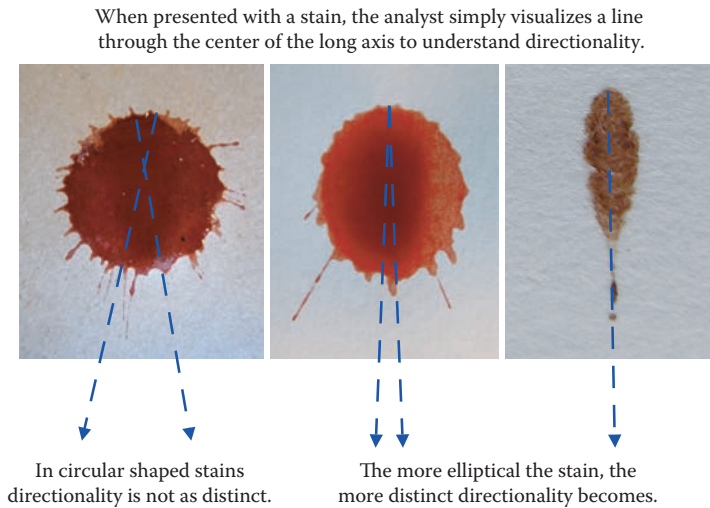 When presented with a stain, the analyst simply visualizes a line
through the center of the long axis to understand directionality.
In circular shaped stains
directionality is not as distinct.
The more elliptical the stain, the
more distinct directionality becomes.